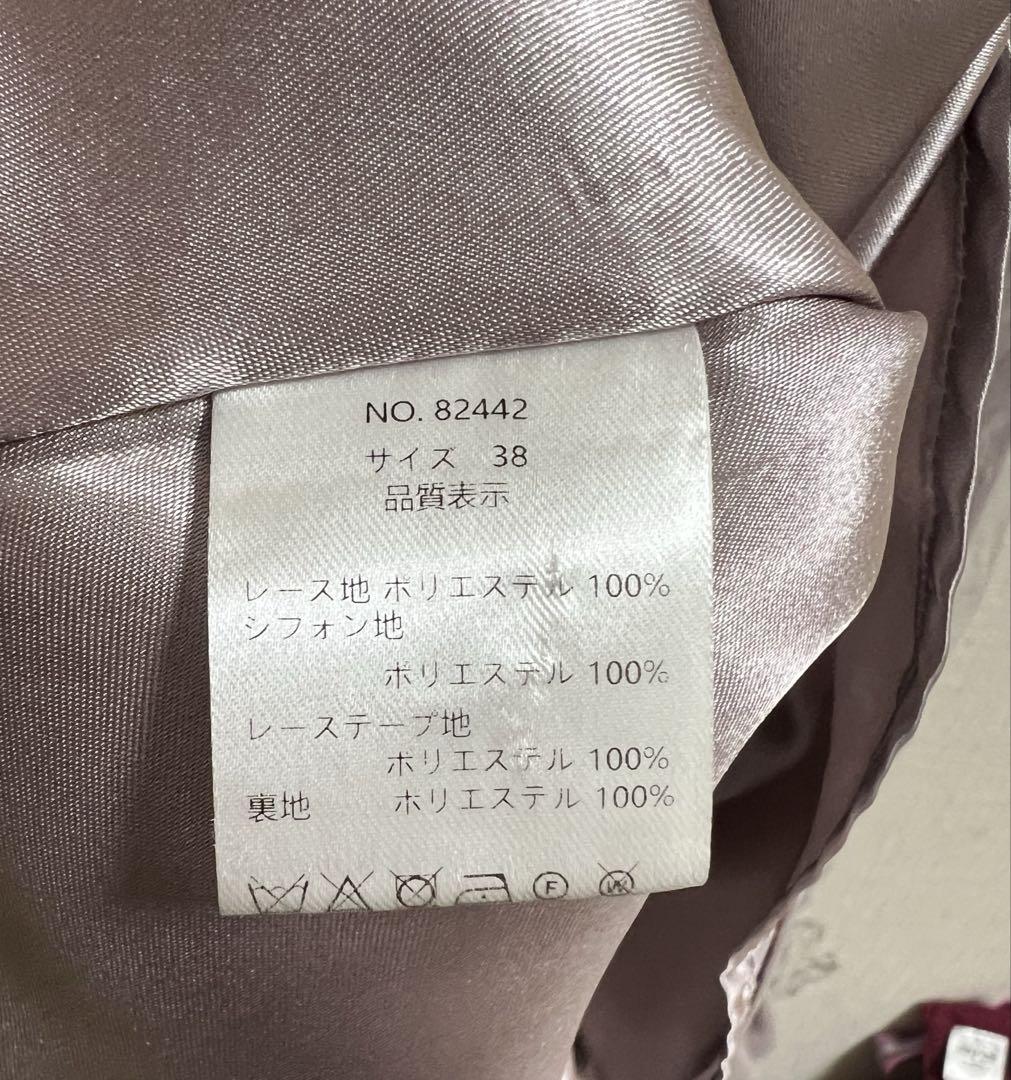 NO. 82442
サイズ 38
品質表示
レース地 ポリエステル 100%
シフォン地
ポリエステル 100%
レーステープ地
ポリエステル 100%
裏地 ポリエステル 100%
F
W